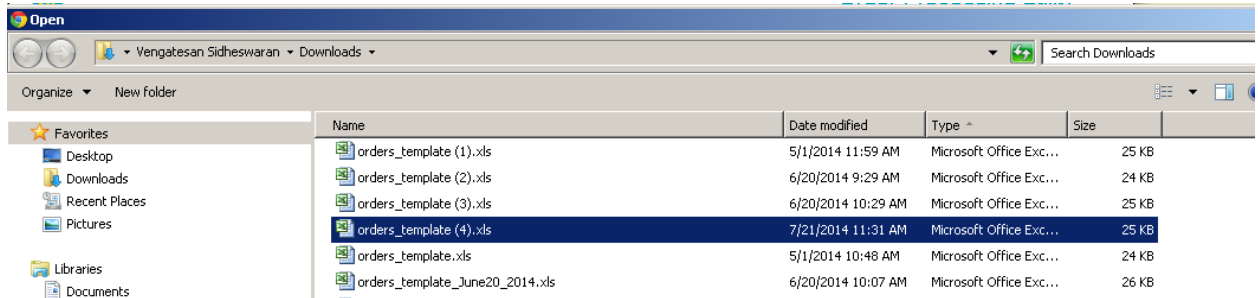 Open
Vengatesan Sidheswaran Downloads Search Downloads
Organize New folder
Favorites
Desktop
Downloads
Recent Places
Pictures
Libraries
Documents
Name Date modified Type Size
orders_template (1).xls 5/1/2014 11:59 AM Microsoft Office Exc... 25 KB
orders_template (2).xls 6/20/2014 9:29 AM Microsoft Office Exc... 24 KB
orders_template (3).xls 6/20/2014 10:29 AM Microsoft Office Exc... 25 KB
orders_template (4).xls 7/21/2014 11:31 AM Microsoft Office Exc... 25 KB
orders_template.xls 5/1/2014 10:48 AM Microsoft Office Exc... 24 KB
orders_template_June20_2014.xls 6/20/2014 10:07 AM Microsoft Office Exc... 26 KB